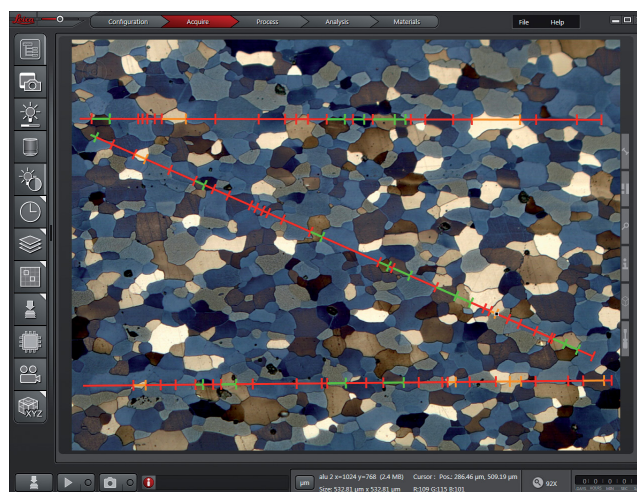 Leica
Configuration Acquire Process Analysis Materials File Help
XYZ
µm alu 2 x=1024 y=768 (2.4 MB) Cursor : Pos.: 286.46 µm, 509.19 µm 92X
Size: 532.81 µm x 532.81 µm R:109 G:115 B:101